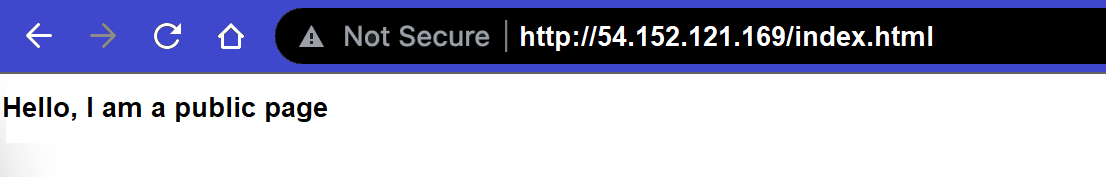 Not Secure | http://54.152.121.169/index.html
Hello, I am a public page